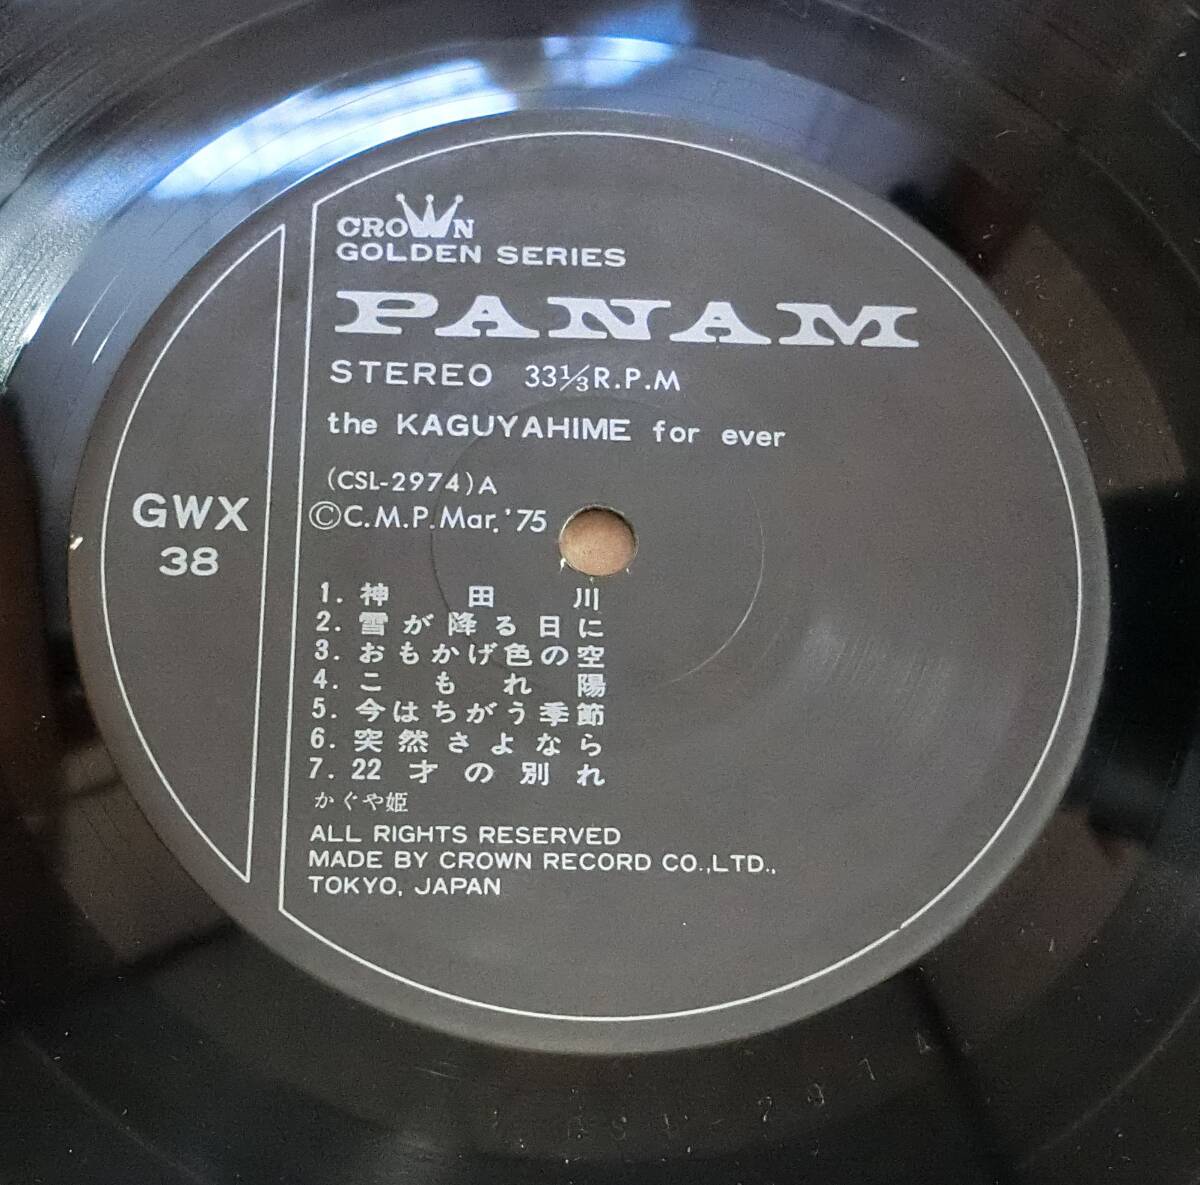 CROWN
GOLDEN SERIES
PANAM
STEREO 33⅓R.P.M
the KAGUYAHIME for ever
(CSL-2974)A
©C.M.P.Mar.'75
GWX
38
1. 神田川
2. 雪が降る日に
3. おもかげ色の空
4. こもれ陽
5. 今はちがう季節
6. 突然さよなら
7. 22才の別れ
かぐや姫
ALL RIGHTS RESERVED
MADE BY CROWN RECORD CO.,LTD.,
TOKYO, JAPAN